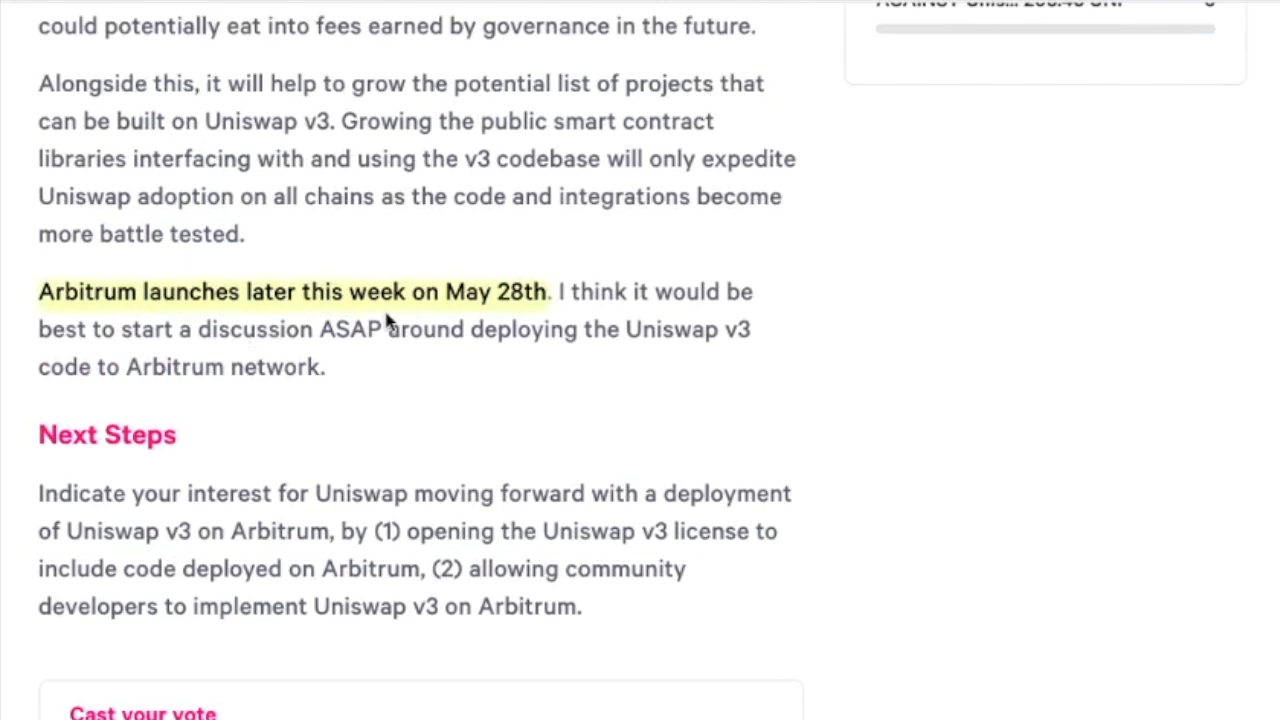 could potentially eat into fees earned by governance in the future.
Alongside this, it will help to grow the potential list of projects that
can be built on Uniswap v3. Growing the public smart contract
libraries interfacing with and using the v3 codebase will only expedite
Uniswap adoption on all chains as the code and integrations become
more battle tested.
Arbitrum launches later this week on May 28th. I think it would be
best to start a discussion ASAP around deploying the Uniswap v3
code to Arbitrum network.
Next Steps
Indicate your interest for Uniswap moving forward with a deployment
of Uniswap v3 on Arbitrum, by (1) opening the Uniswap v3 license to
include code deployed on Arbitrum, (2) allowing community
developers to implement Uniswap v3 on Arbitrum.
Cast your vote